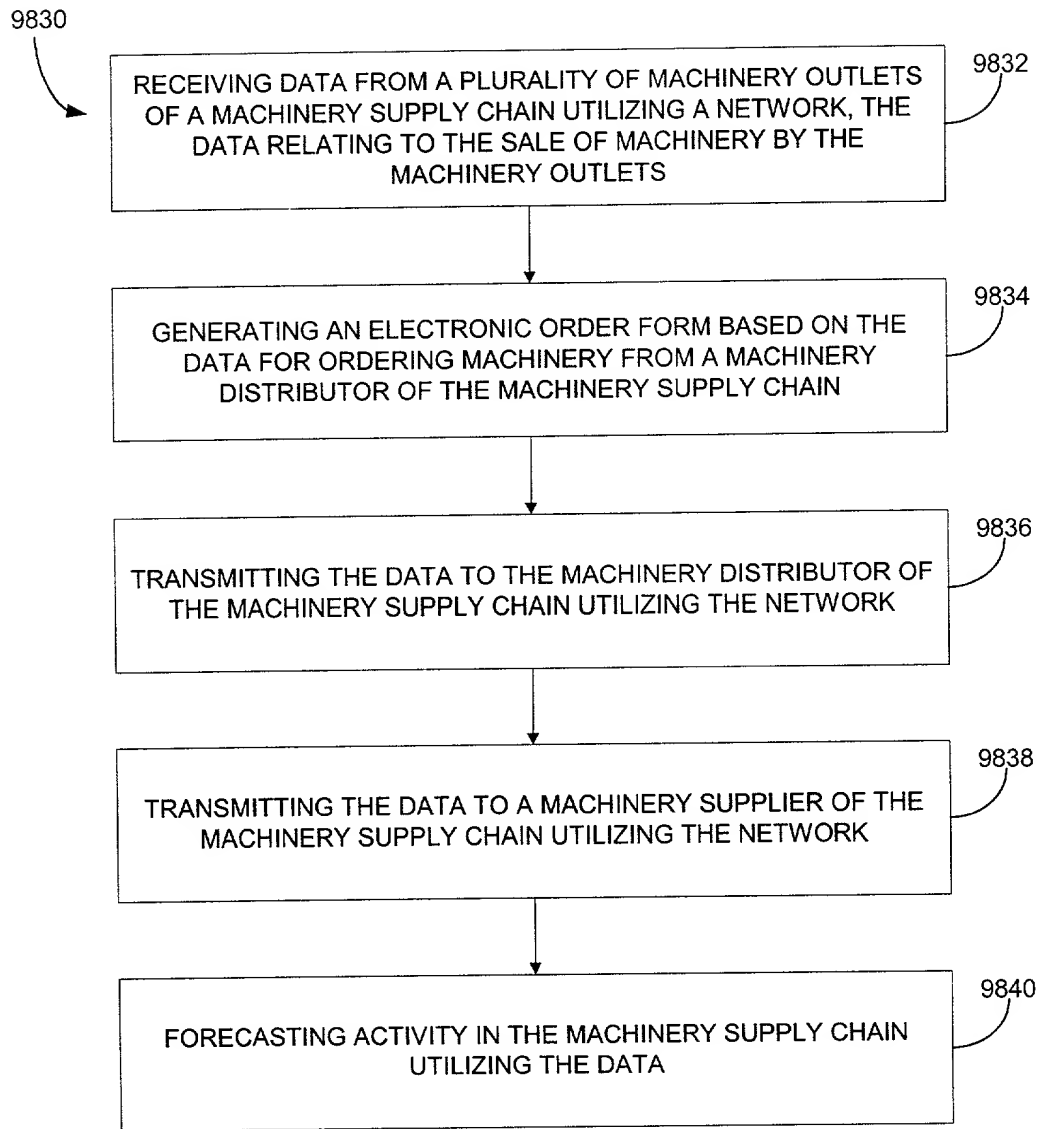 9830
RECEIVING DATA FROM A PLURALITY OF MACHINERY OUTLETS
OF A MACHINERY SUPPLY CHAIN UTILIZING A NETWORK, THE
DATA RELATING TO THE SALE OF MACHINERY BY THE
MACHINERY OUTLETS
9832
GENERATING AN ELECTRONIC ORDER FORM BASED ON THE
DATA FOR ORDERING MACHINERY FROM A MACHINERY
DISTRIBUTOR OF THE MACHINERY SUPPLY CHAIN
9834
TRANSMITTING THE DATA TO THE MACHINERY DISTRIBUTOR OF
THE MACHINERY SUPPLY CHAIN UTILIZING THE NETWORK
9836
TRANSMITTING THE DATA TO A MACHINERY SUPPLIER OF THE
MACHINERY SUPPLY CHAIN UTILIZING THE NETWORK
9838
FORECASTING ACTIVITY IN THE MACHINERY SUPPLY CHAIN
UTILIZING THE DATA
9840